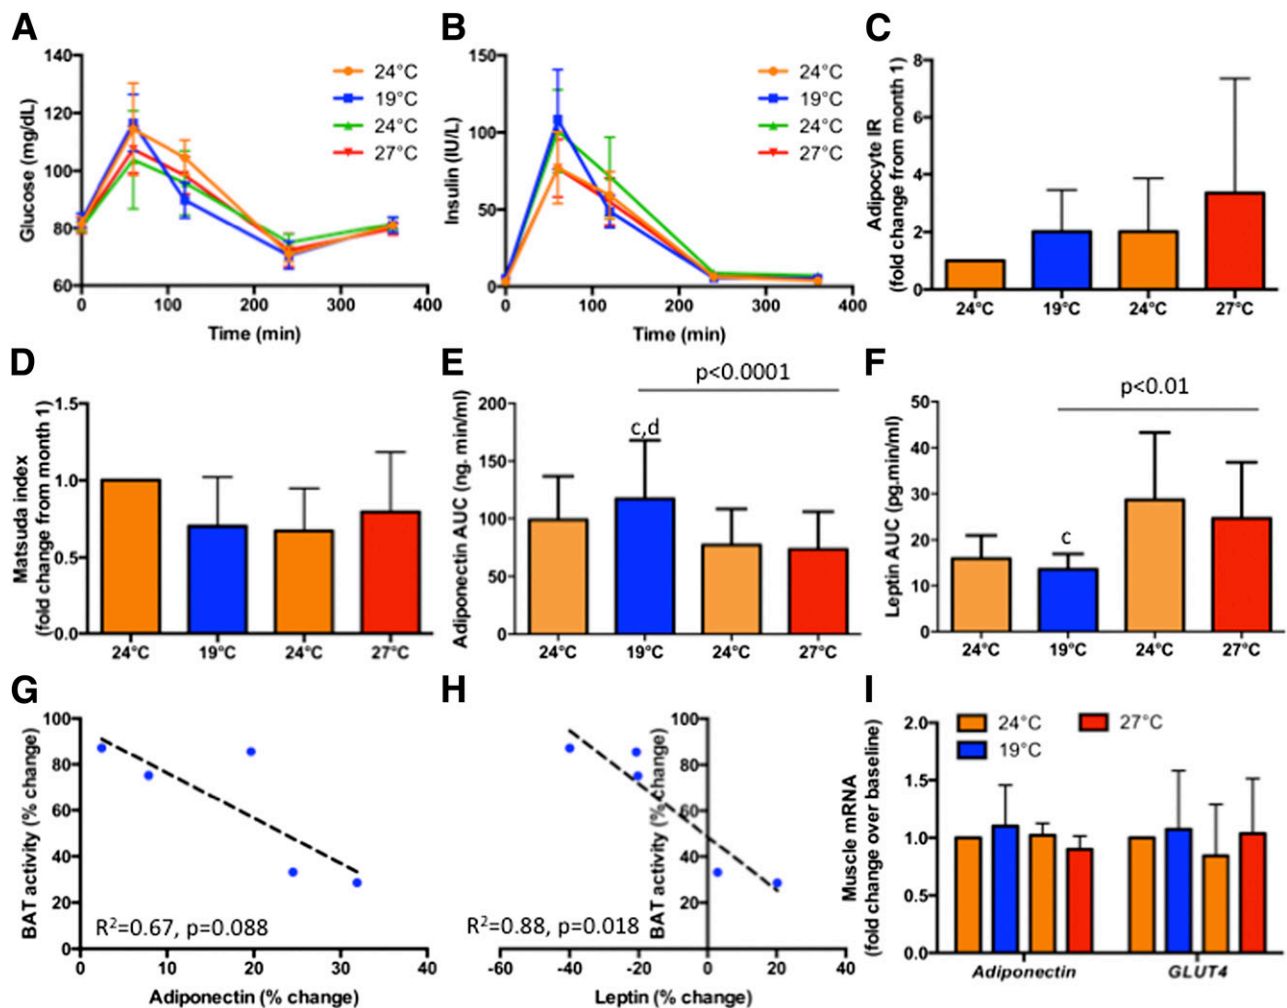 A
Glucose (mg/dL)
140
120
100
80
60
0
100
200
300
400
Time (min)
24°C
19°C
24°C
27°C
B
Insulin (IU/L)
150
100
50
0
0
100
200
300
400
Time (min)
24°C
19°C
24°C
27°C
C
Adipocyte IR
(fold change from month 1)
8
6
4
2
0
24°C
19°C
24°C
27°C
D
Matsuda index
(fold change from month 1)
1.5
1.0
0.5
0.0
24°C
19°C
24°C
27°C
E
Adiponectin AUC (ng. min/ml)
200
150
100
50
0
p<0.0001
c,d
24°C
19°C
24°C
27°C
F
Leptin AUC (pg.min/ml)
50
40
30
20
10
0
p<0.01
c
24°C
19°C
24°C
27°C
G
BAT activity (% change)
100
80
60
40
20
0
R²=0.67, p=0.088
0
10
20
30
40
Adiponectin (% change)
H
BAT activity (% change)
100
80
60
40
20
R²=0.88, p=0.018
-60
-40
-20
0
20
40
Leptin (% change)
I
Muscle mRNA
(fold change over baseline)
2.0
1.5
1.0
0.5
0.0
24°C
19°C
27°C
Adiponectin
GLUT4